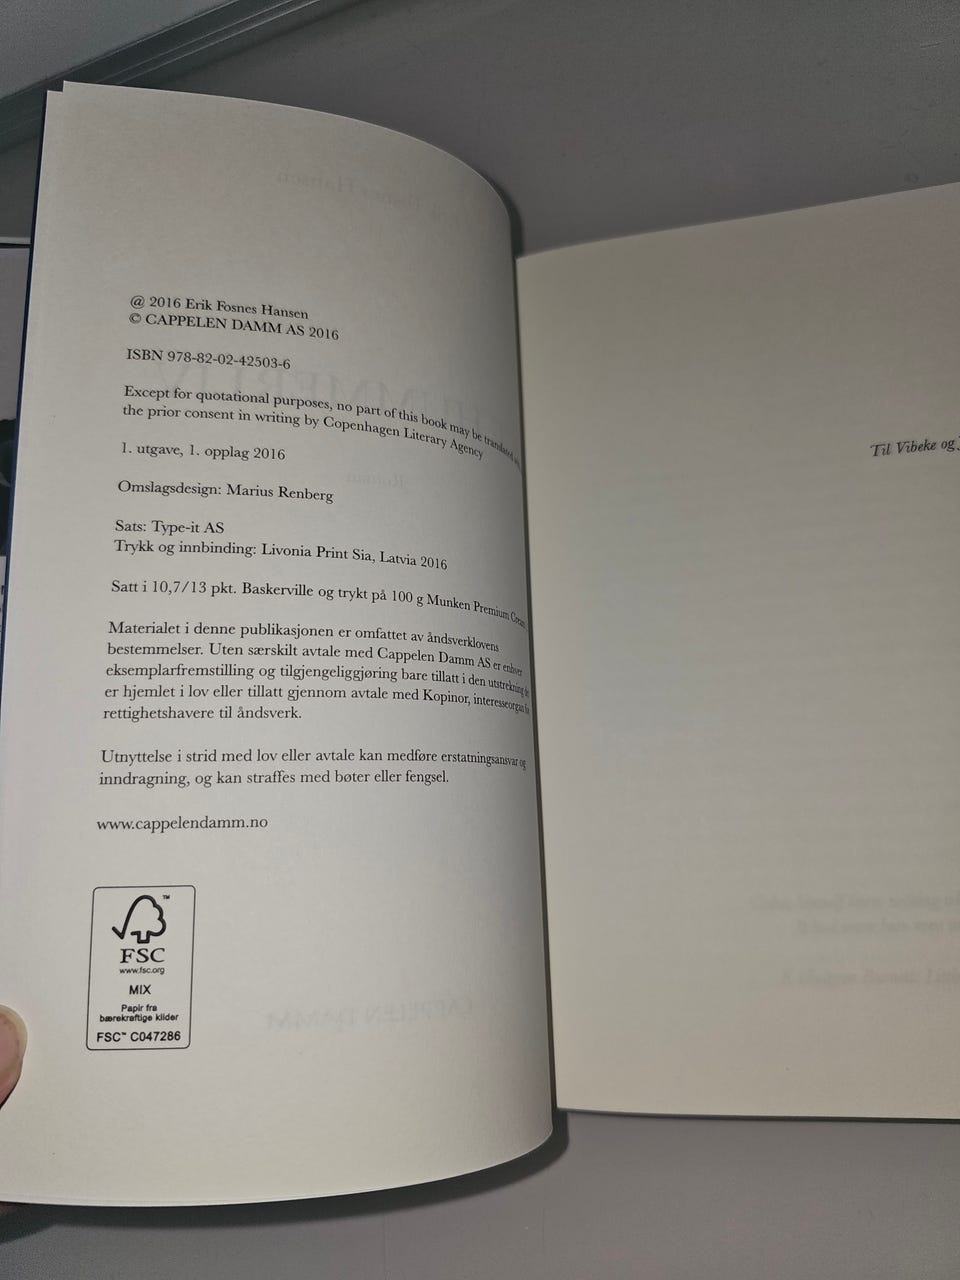 @ 2016 Erik Fosnes Hansen
© CAPPELEN DAMM AS 2016
ISBN 978-82-02-42503-6
Except for quotational purposes, no part of this book may be translated
the prior consent in writing by Copenhagen Literary Agency
1. utgave, 1. opplag 2016
Omslagsdesign: Marius Renberg
Sats: Type-it AS
Trykk og innbinding: Livonia Print Sia, Latvia 2016
Satt i 10,7/13 pkt. Baskerville og trykt på 100 g Munken Premium Cream
Materialet i denne publikasjonen er omfattet av åndsverklovens
bestemmelser. Uten særskilt avtale med Cappelen Damm AS er enhver
eksemplarfremstilling og tilgjengeliggjøring bare tillatt i den utstrekning
er hjemlet i lov eller tillatt gjennom avtale med Kopinor, interesseorgan
rettighetshavere til åndsverk.
Utnyttelse i strid med lov eller avtale kan medføre erstatningsansvar og
inndragning, og kan straffes med bøter eller fengsel.
www.cappelendamm.no
TM
FSC
www.fsc.org
MIX
Papir fra
bærekraftige kilder
FSC™ C047286
Til Vibeke og